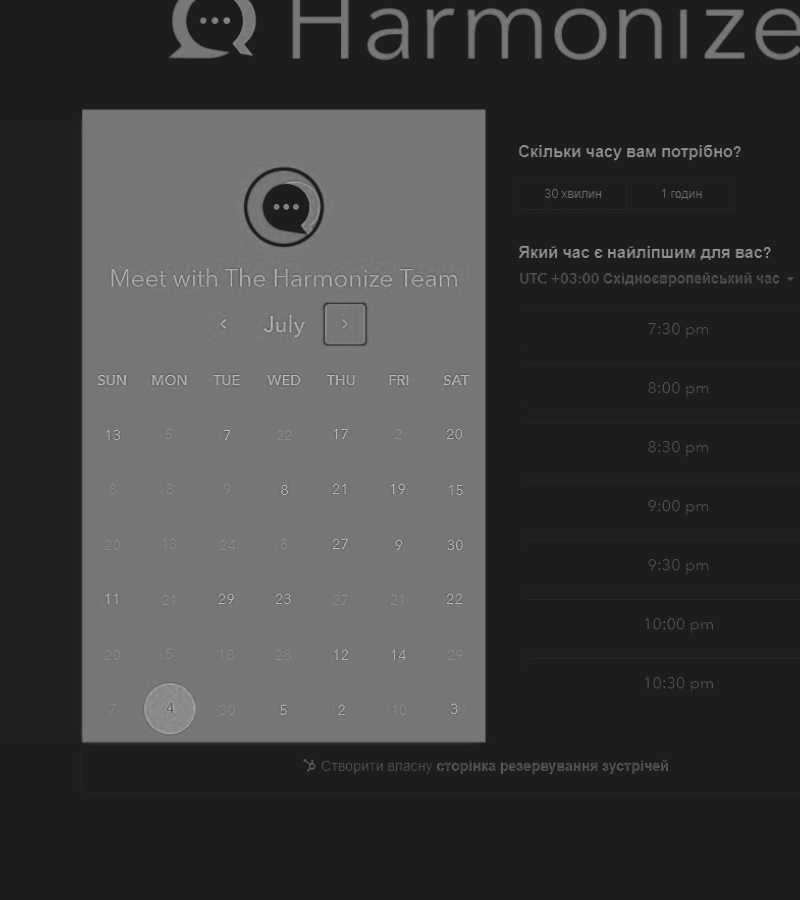 Harmonize
Meet with The Harmonize Team
July
SUN MON TUE WED THU FRI SAT
13 5 7 22 17 2 20
8 8 9 8 21 19 15
20 13 24 8 27 9 30
11 21 29 23 27 21 22
20 5 18 28 12 14 29
7 4 30 5 2 10 3
Скільки часу вам потрібно?
30 хвилин 1 годин
Який час є найліпшим для вас?
UTC +03:00 Східноєвропейський час
7:30 pm
8:00 pm
8:30 pm
9:00 pm
9:30 pm
10:00 pm
10:30 pm
Створити власну сторінка резервування зустрічей